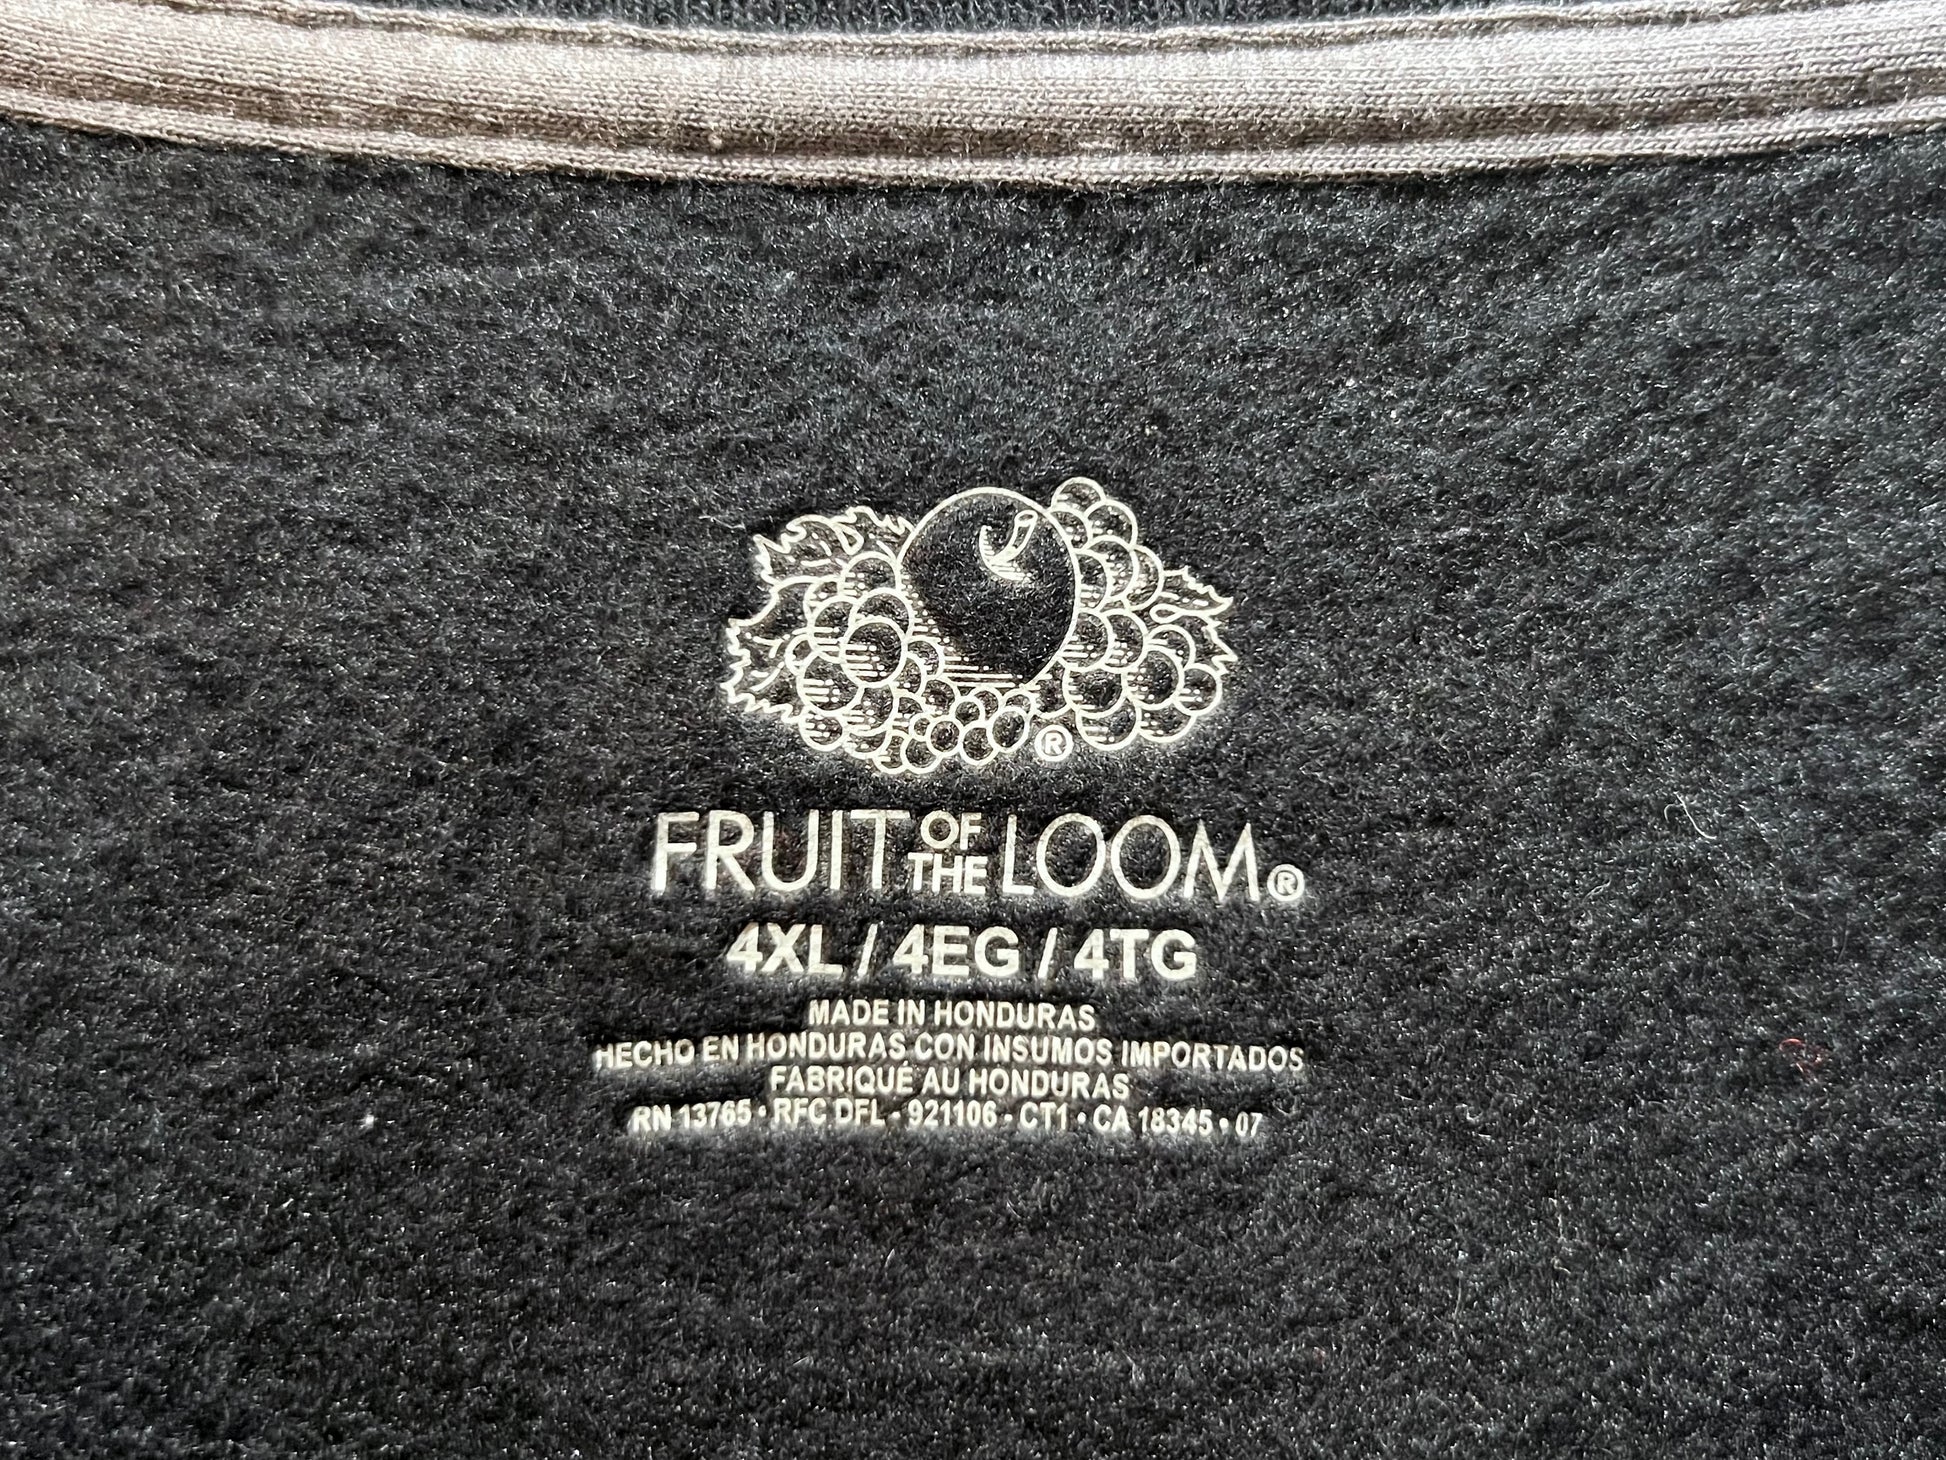 ®
FRUIT OF THE LOOM®
4XL / 4EG / 4TG
MADE IN HONDURAS
HECHO EN HONDURAS CON INSUMOS IMPORTADOS
FABRIQUÉ AU HONDURAS
RN 13765 • RFC DFL - 921106 - CT1 • CA 18345 • 07